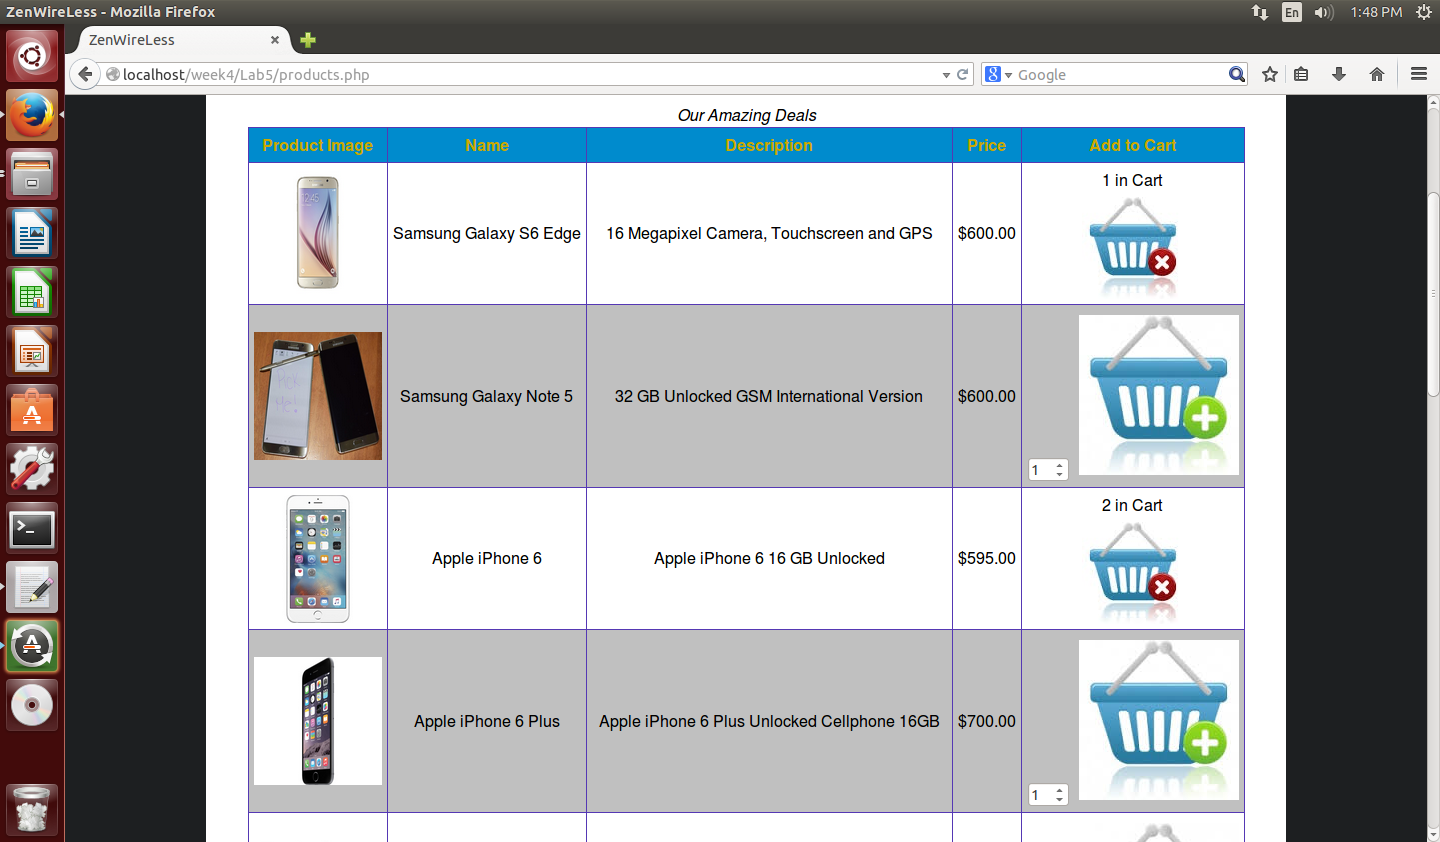 ZenWireLess - Mozilla Firefox
En
1:48 PM
ZenWireLess
localhost/week4/Lab5/products.php
Google
Our Amazing Deals
Product Image Name Description Price Add to Cart
1 in Cart
Samsung Galaxy S6 Edge 16 Megapixel Camera, Touchscreen and GPS $600.00
Samsung Galaxy Note 5 32 GB Unlocked GSM International Version $600.00
1
2 in Cart
Apple iPhone 6 Apple iPhone 6 16 GB Unlocked $595.00
Apple iPhone 6 Plus Apple iPhone 6 Plus Unlocked Cellphone 16GB $700.00
1